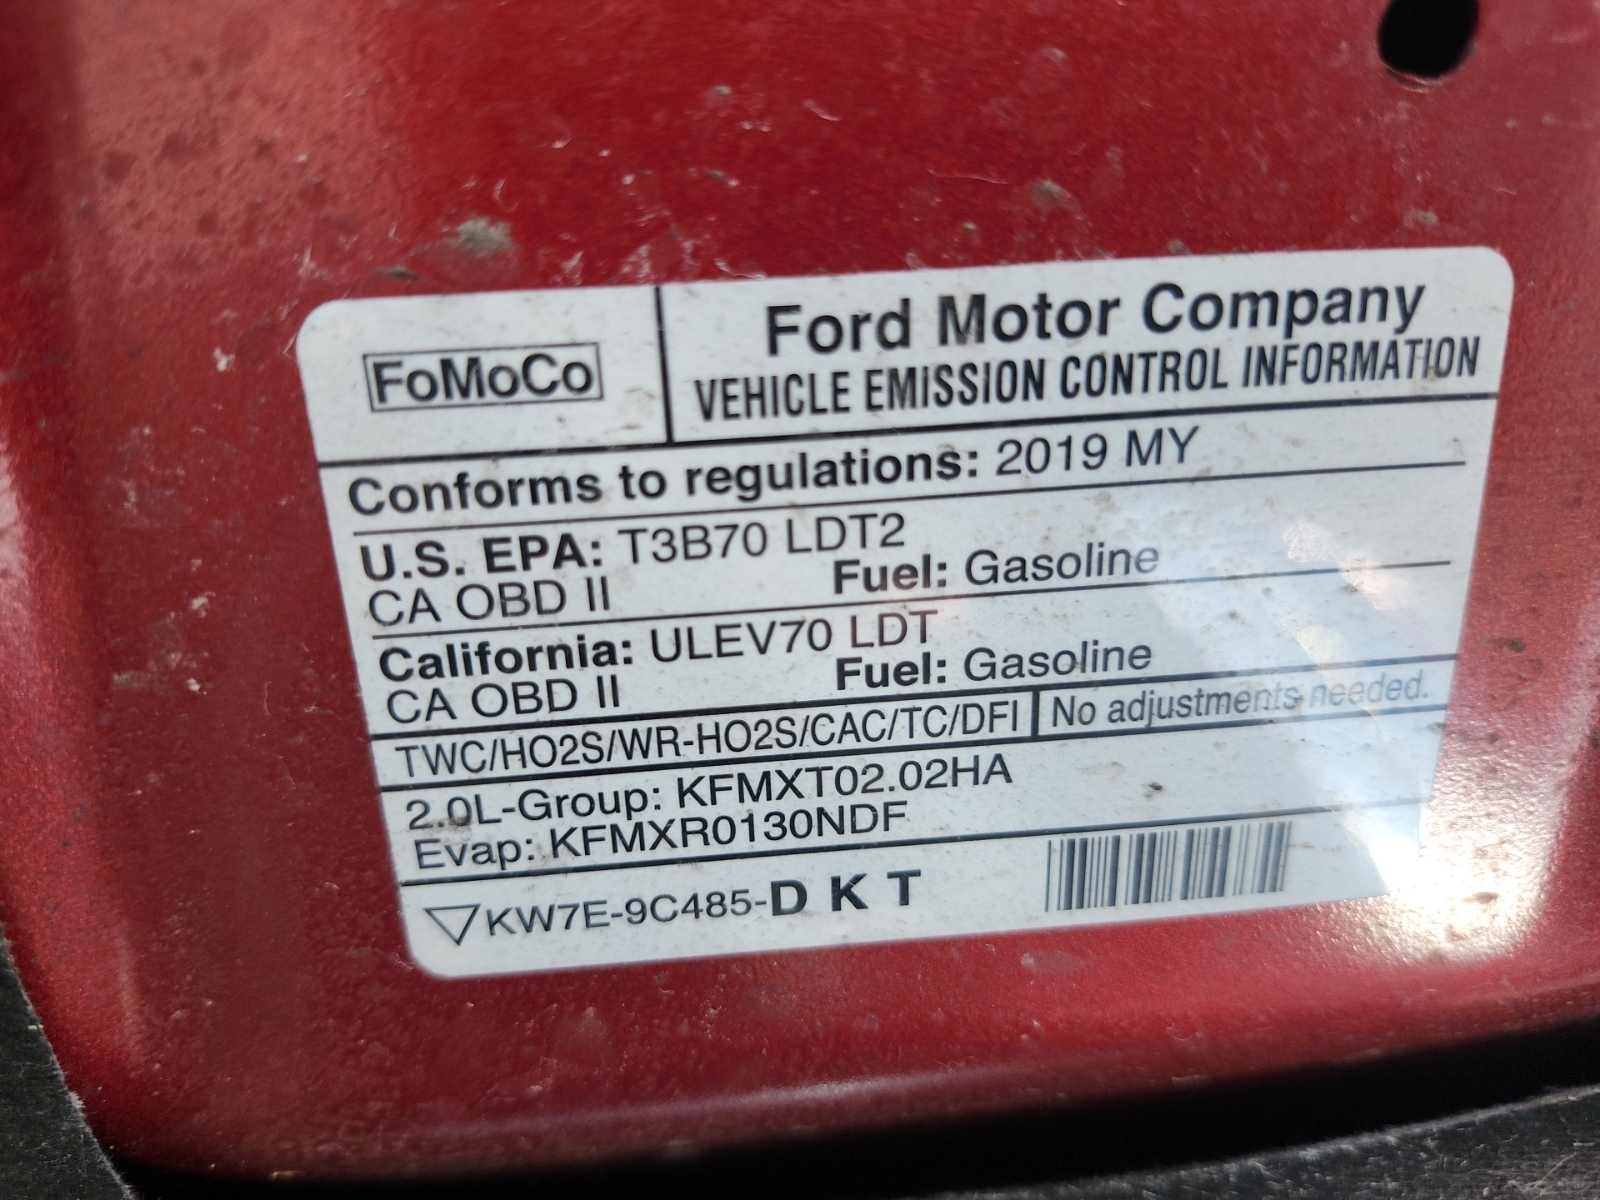 FoMoCo
Ford Motor Company
VEHICLE EMISSION CONTROL INFORMATION
Conforms to regulations: 2019 MY
U.S. EPA: T3B70 LDT2
CA OBD II Fuel: Gasoline
California: ULEV70 LDT
CA OBD II Fuel: Gasoline
TWC/HO2S/WR-HO2S/CAC/TC/DFI No adjustments needed.
2.0L-Group: KFMXT02.02HA
Evap: KFMXR0130NDF
KW7E-9C485-D K T